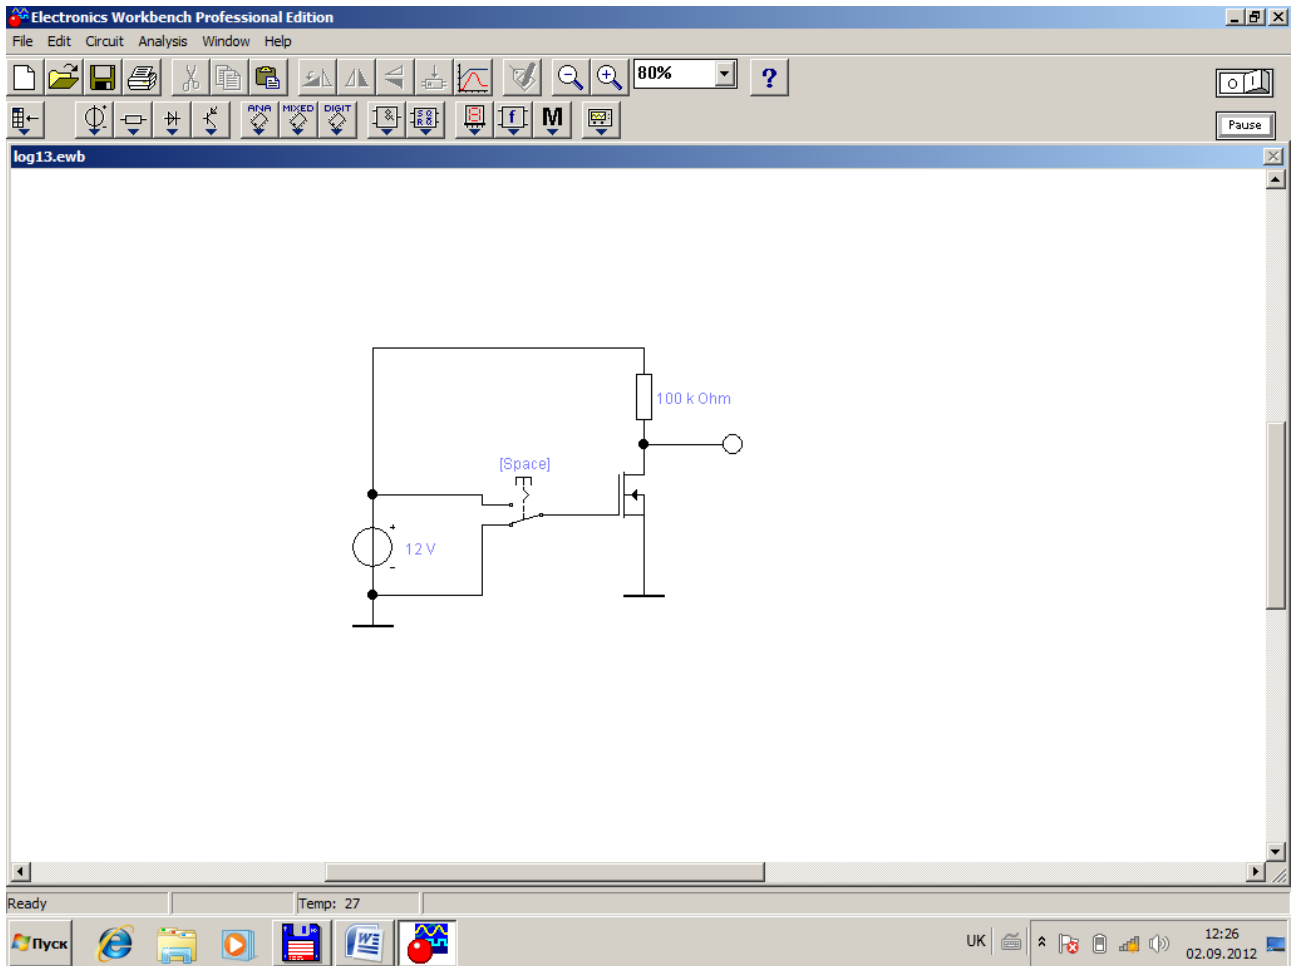 Electronics Workbench Professional Edition
File Edit Circuit Analysis Window Help
80%
?
O I
ANA MIXED DIGIT
&
f
M
Pause
log13.ewb
100 k Ohm
[Space]
+
12 V
-
Ready
Temp: 27
Пуск
W
UK
12:26
02.09.2012